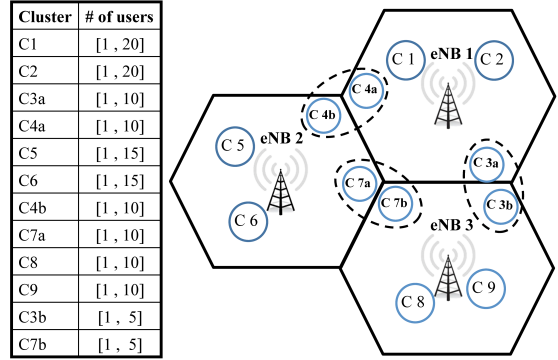 Cluster # of users
C1 [1 , 20]
C2 [1 , 20]
C3a [1 , 10]
C4a [1 , 10]
C5 [1 , 15]
C6 [1 , 15]
C4b [1 , 10]
C7a [1 , 10]
C8 [1 , 10]
C9 [1 , 10]
C3b [1 , 5]
C7b [1 , 5]
C 1
eNB 1
C 2
C 4a
C 4b
C 5
eNB 2
C 3a
C 7a
C 7b
C 3b
C 6
eNB 3
C 8
C 9